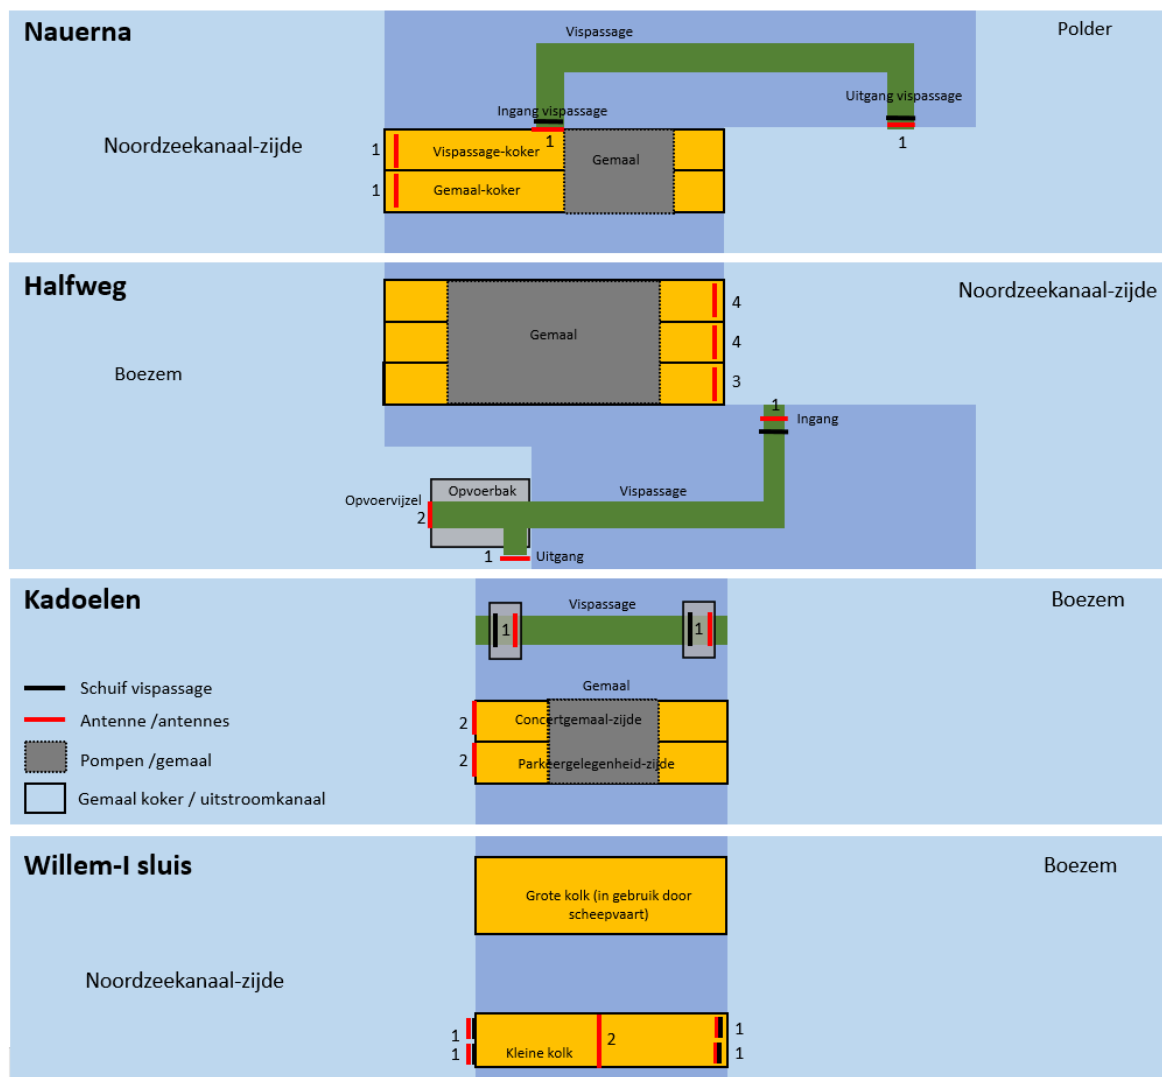 Nauerna
Vispassage
Polder
Uitgang vispassage
Ingang vispassage
Noordzeekanaal-zijde
1
Vispassage-koker
1
Gemaal
1
1
Gemaal-koker
Halfweg
Noordzeekanaal-zijde
4
Gemaal
4
Boezem
3
1
Ingang
Opvoervijzel
Opvoerbak
Vispassage
2
1
Uitgang
Kadoelen
Vispassage
Boezem
1
1
Schuif vispassage
Gemaal
Antenne /antennes
2
Concertgemaal-zijde
Pompen /gemaal
2
Parkeergelegenheid-zijde
Gemaal koker / uitstroomkanaal
Willem-I sluis
Boezem
Grote kolk (in gebruik door
scheepvaart)
Noordzeekanaal-zijde
1
2
1
1
Kleine kolk
1